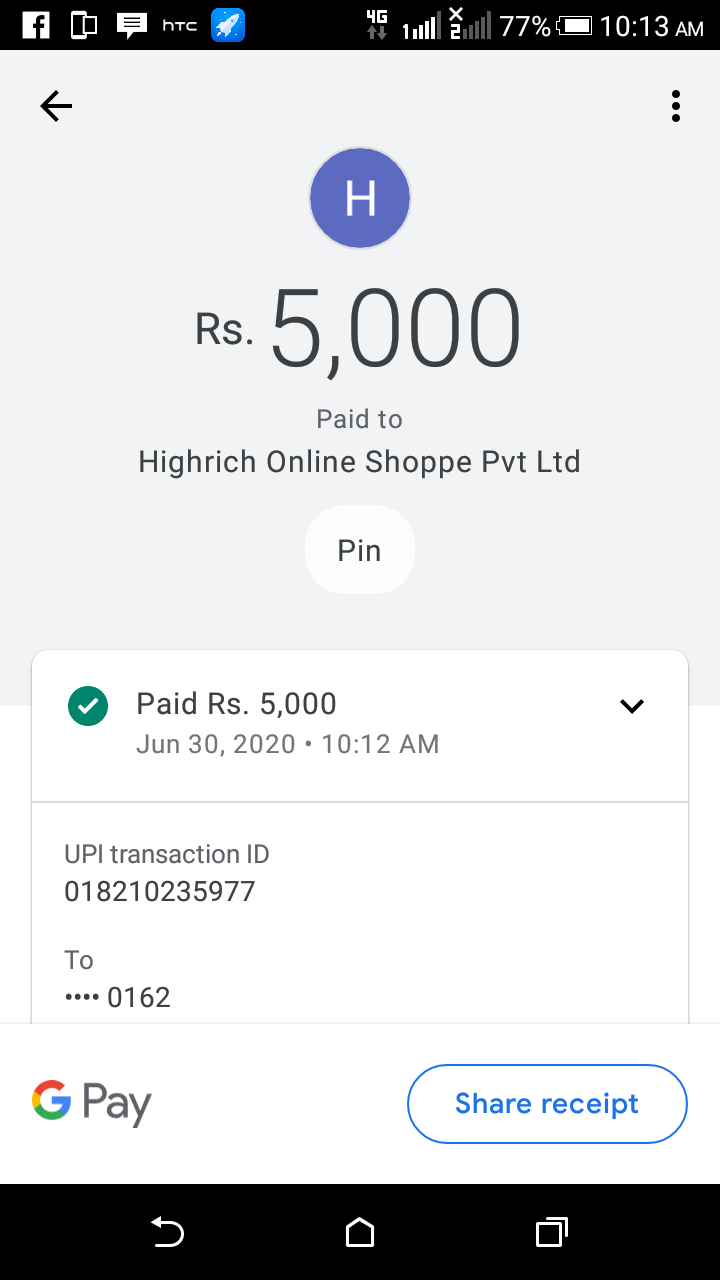 hTC 4G 1 2 77% 10:13 AM
H
Rs. 5,000
Paid to
Highrich Online Shoppe Pvt Ltd
Pin
Paid Rs. 5,000
Jun 30, 2020 • 10:12 AM
UPI transaction ID
018210235977
To
•••• 0162
G Pay
Share receipt